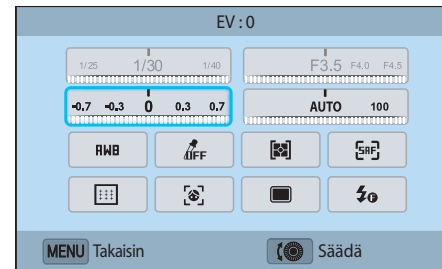 EV : 0
1/25 1/30 1/40 F3.5 F4.0 F4.5
-0.7 -0.3 0 0.3 0.7 AUTO 100
AWB OFF SAF
MENU Takaisin Säädä